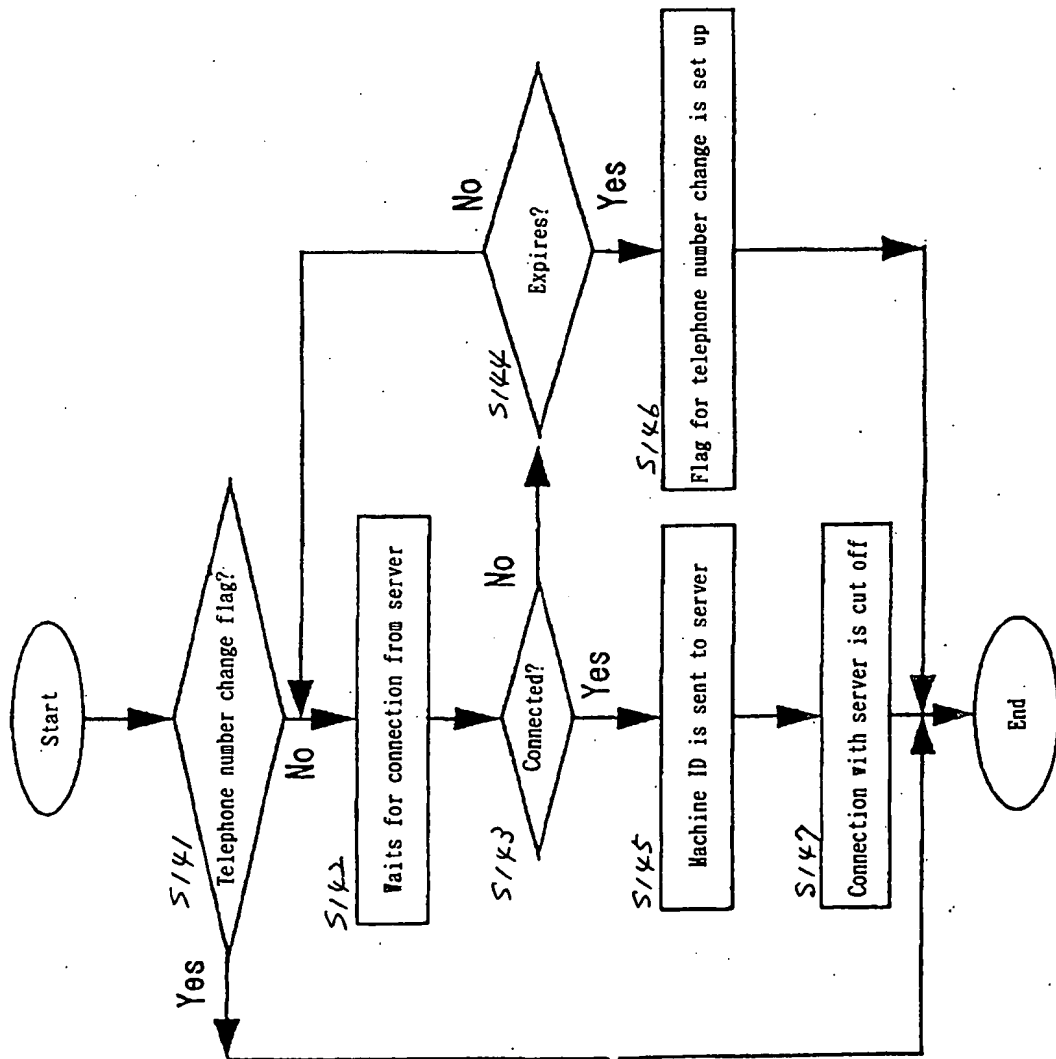 Start
S141
Telephone number change flag?
Yes
No
S142
Waits for connection from server
S143
Connected?
No
Yes
S144
Expires?
No
Yes
S145
Machine ID is sent to server
S146
Flag for telephone number change is set up
S147
Connection with server is cut off
End